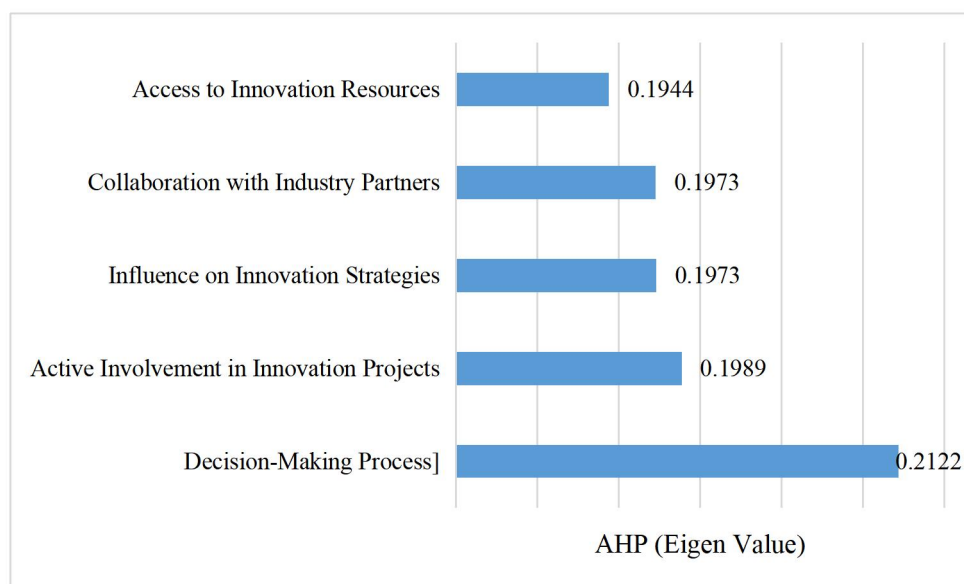 Access to Innovation Resources 0.1944
Collaboration with Industry Partners 0.1973
Influence on Innovation Strategies 0.1973
Active Involvement in Innovation Projects 0.1989
Decision-Making Process] 0.2122
AHP (Eigen Value)